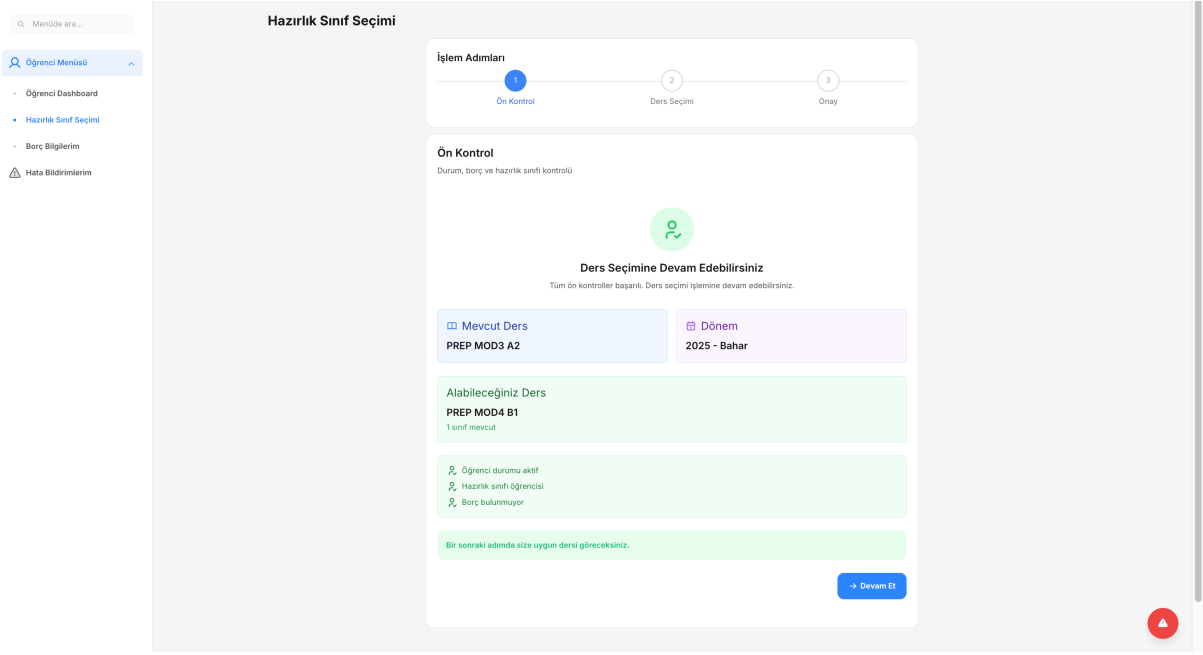 Menüde ara...
Öğrenci Menüsü
Öğrenci Dashboard
Hazırlık Sınıf Seçimi
Borç Bilgilerim
Hata Bildirimlerim
Hazırlık Sınıf Seçimi
İşlem Adımları
1
2
3
Ön Kontrol
Ders Seçimi
Onay
Ön Kontrol
Durum, borç ve hazırlık sınıfı kontrolü
Ders Seçimine Devam Edebilirsiniz
Tüm ön kontroller başarılı. Ders seçimi işlemine devam edebilirsiniz.
Mevcut Ders
PREP MOD3 A2
Dönem
2025 - Bahar
Alabileceğiniz Ders
PREP MOD4 B1
1 sınıf mevcut
Öğrenci durumu aktif
Hazırlık sınıfı öğrencisi
Borç bulunmuyor
Bir sonraki adımda size uygun dersi göreceksiniz.
Devam Et